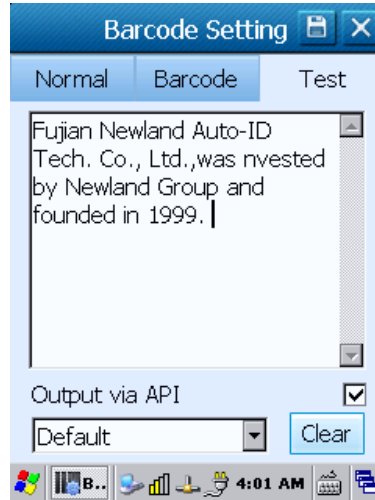 Barcode Setting
Normal Barcode Test
Fujian Newland Auto-ID
Tech. Co., Ltd.,was nvested
by Newland Group and
founded in 1999.
Output via API
Default Clear
B.. 4:01 AM